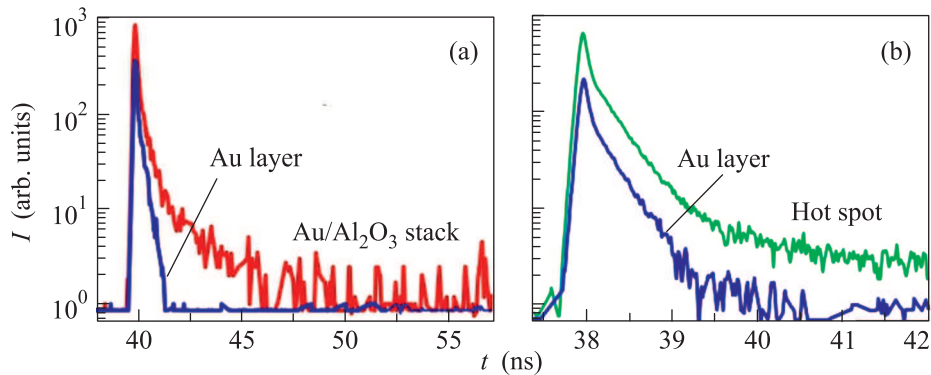 (a)
(b)
I (arb. units)
10³
10²
10¹
10⁰
Au layer
Au/Al₂O₃ stack
Au layer
Hot spot
40 45 50 55
38 39 40 41 42
t (ns)